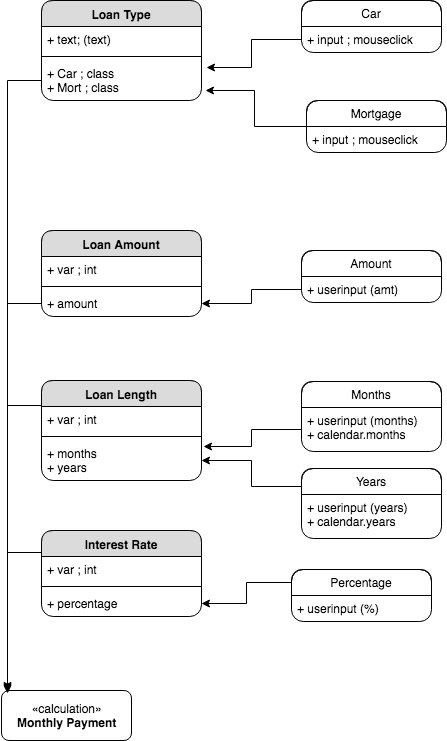 Loan Type
+ text; (text)
+ Car ; class
+ Mort ; class
Car
+ input ; mouseclick
Mortgage
+ input ; mouseclick
Loan Amount
+ var ; int
+ amount
Amount
+ userinput (amt)
Loan Length
+ var ; int
+ months
+ years
Months
+ userinput (months)
+ calendar.months
Years
+ userinput (years)
+ calendar.years
Interest Rate
+ var ; int
+ percentage
Percentage
+ userinput (%)
«calculation»
Monthly Payment